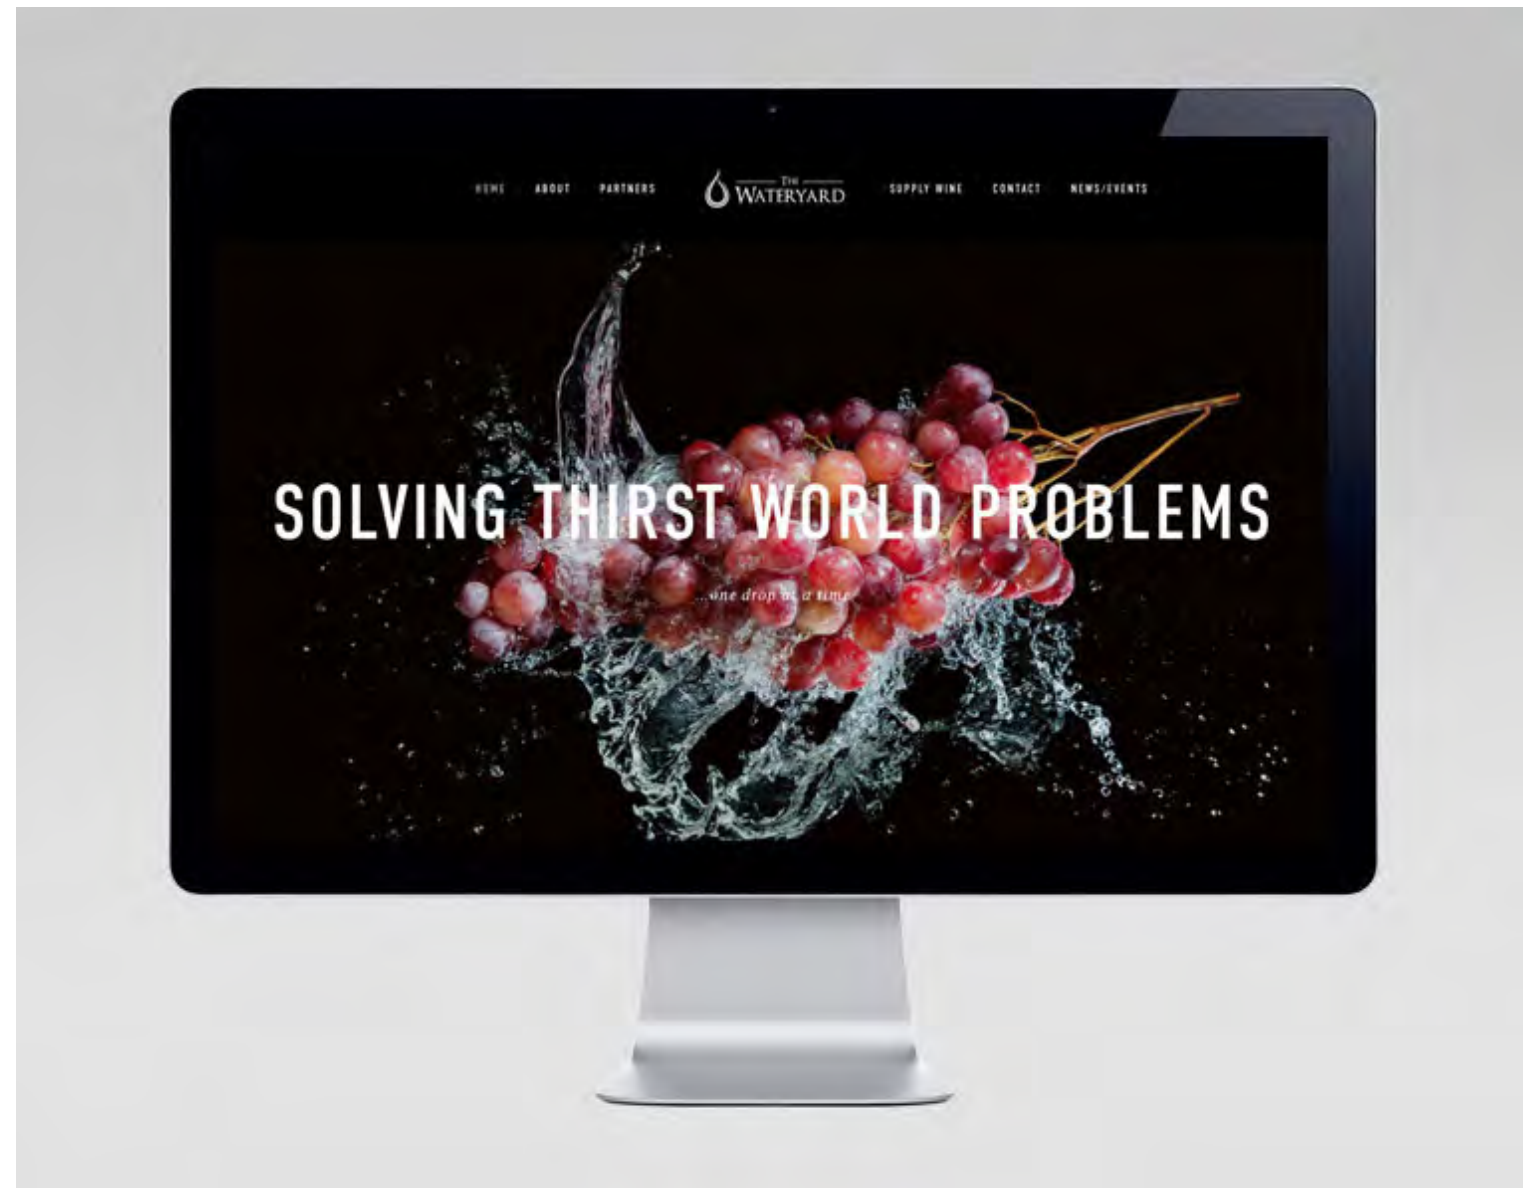 HOME ABOUT PARTNERS THE WATERYARD SUPPLY WINE CONTACT NEWS/EVENTS
SOLVING THIRST WORLD PROBLEMS
...one drop at a time